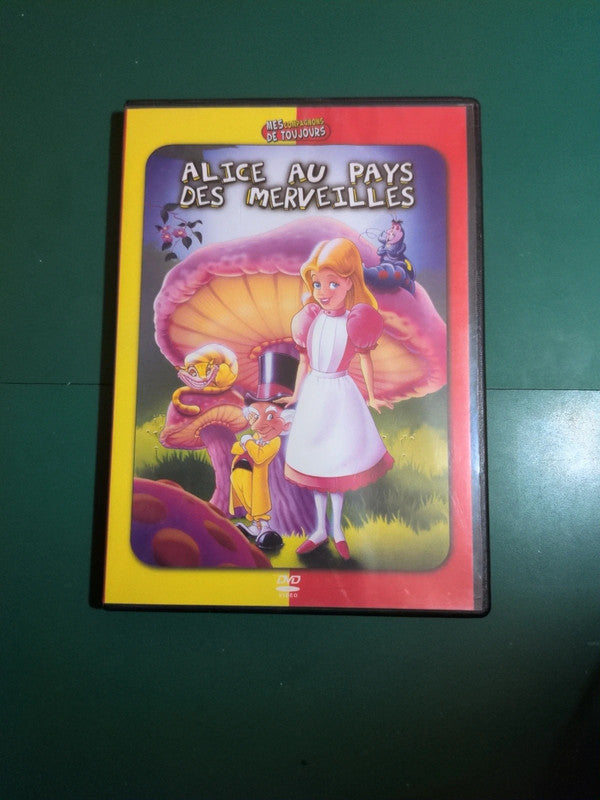 MES COMPAGNONS
DE TOUJOURS
ALICE AU PAYS
DES MERVEILLES
DVD
VIDEO